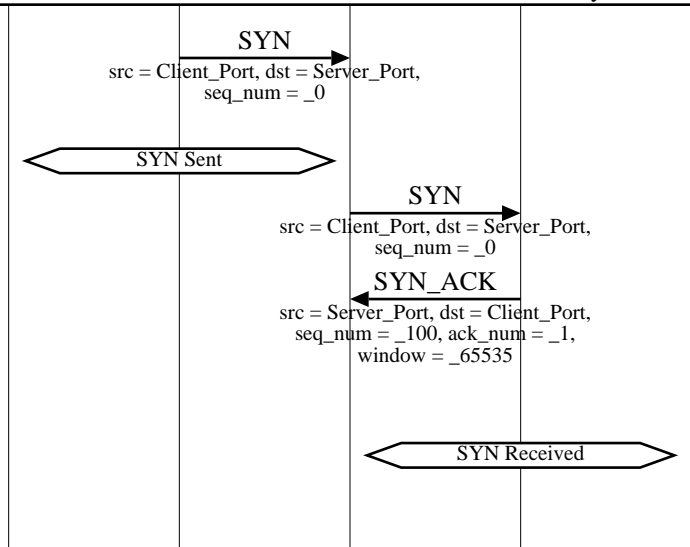 SYN
src = Client_Port, dst = Server_Port,
seq_num = _0
SYN Sent
SYN
src = Client_Port, dst = Server_Port,
seq_num = _0
SYN_ACK
src = Server_Port, dst = Client_Port,
seq_num = _100, ack_num = _1,
window = _65535
SYN Received